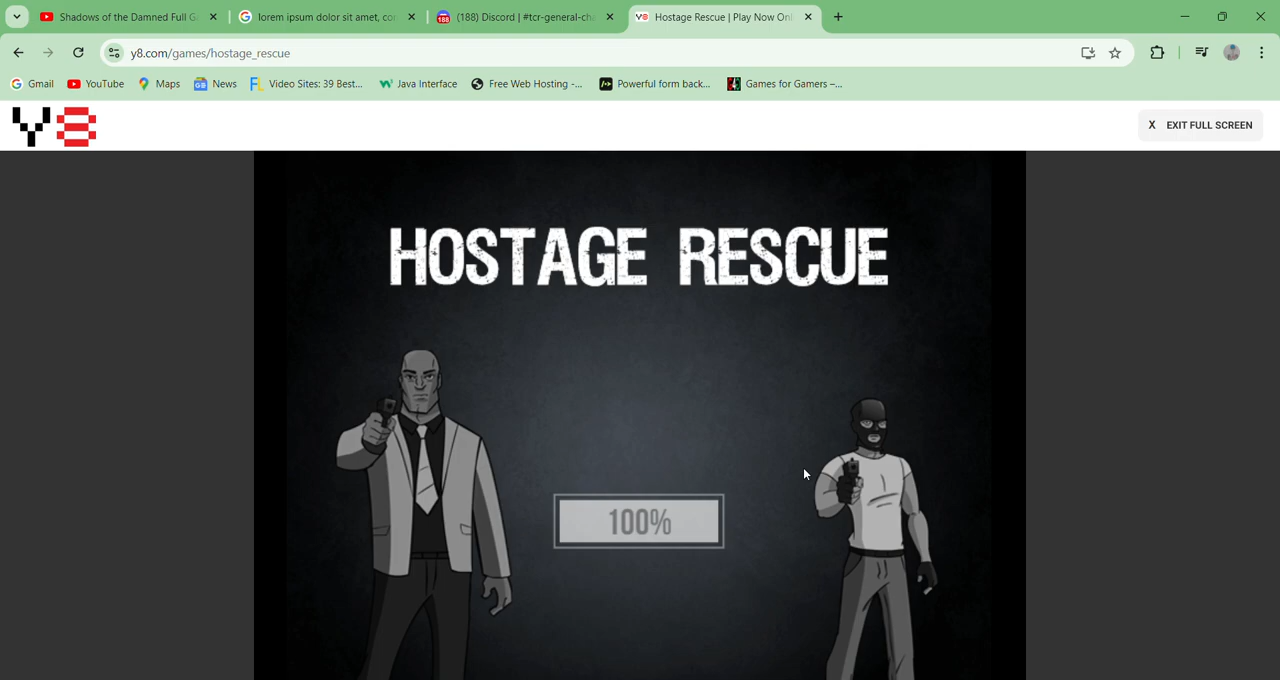 Shadows of the Damned Full G
lorem ipsum dolor sit amet, co
(188) Discord | #tcr-general-cha
Hostage Rescue | Play Now Onl
y8.com/games/hostage_rescue
Gmail
YouTube
Maps
News
Video Sites: 39 Best...
Java Interface
Free Web Hosting -...
Powerful form back...
Games for Gamers –...
Y8
X EXIT FULL SCREEN
HOSTAGE RESCUE
100%